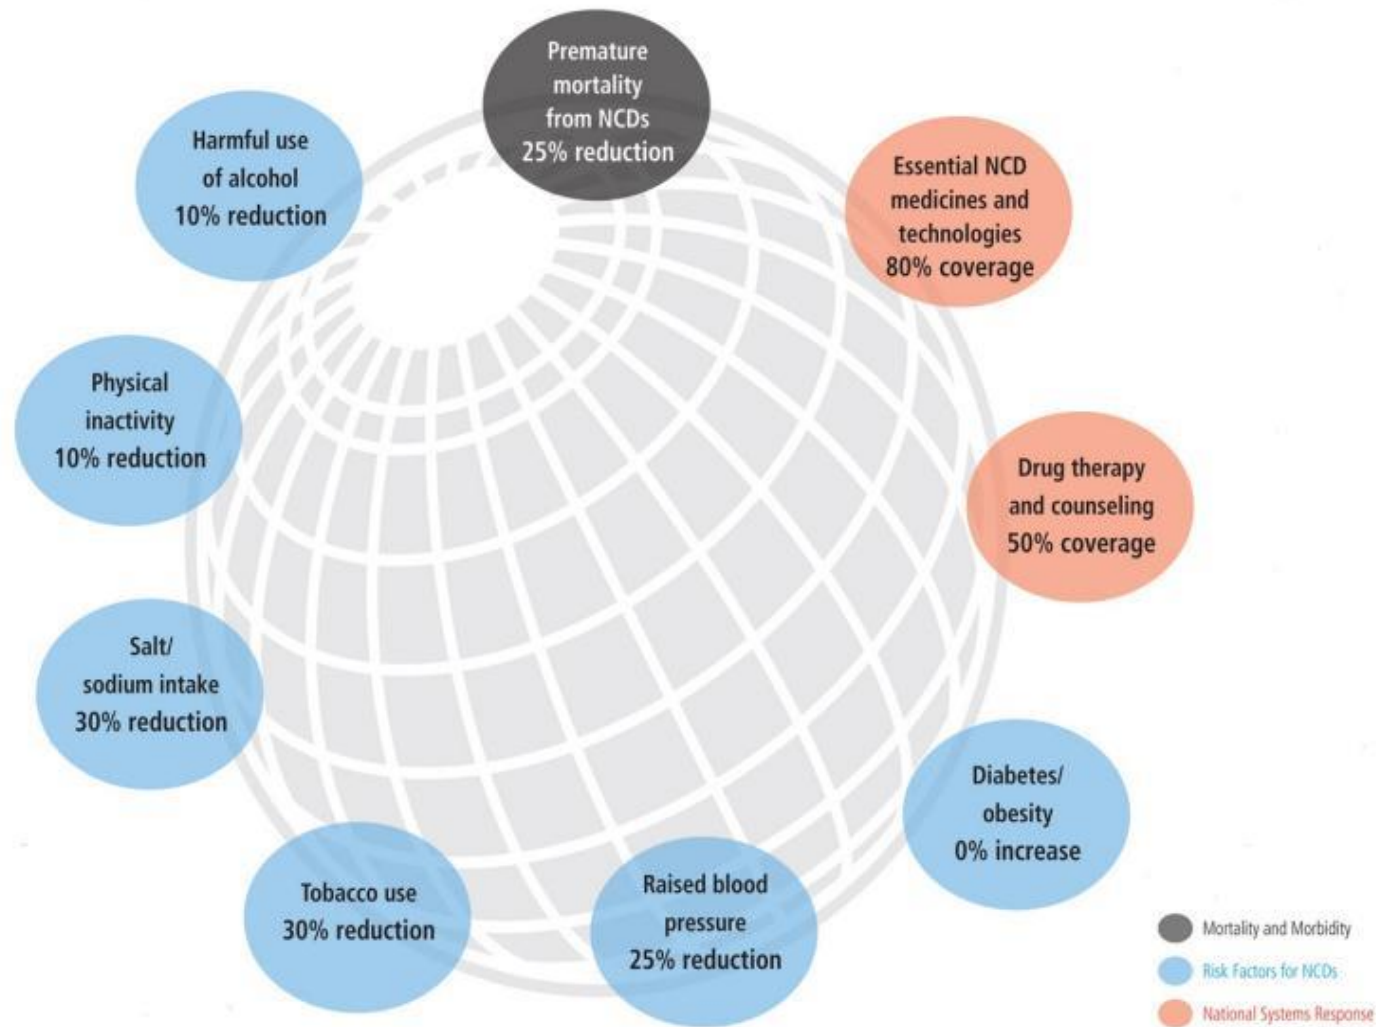 Premature
mortality
from NCDs
25% reduction
Harmful use
of alcohol
10% reduction
Essential NCD
medicines and
technologies
80% coverage
Physical
inactivity
10% reduction
Drug therapy
and counseling
50% coverage
Salt/
sodium intake
30% reduction
Diabetes/
obesity
0% increase
Tobacco use
30% reduction
Raised blood
pressure
25% reduction
Mortality and Morbidity
Risk Factors for NCDs
National Systems Response